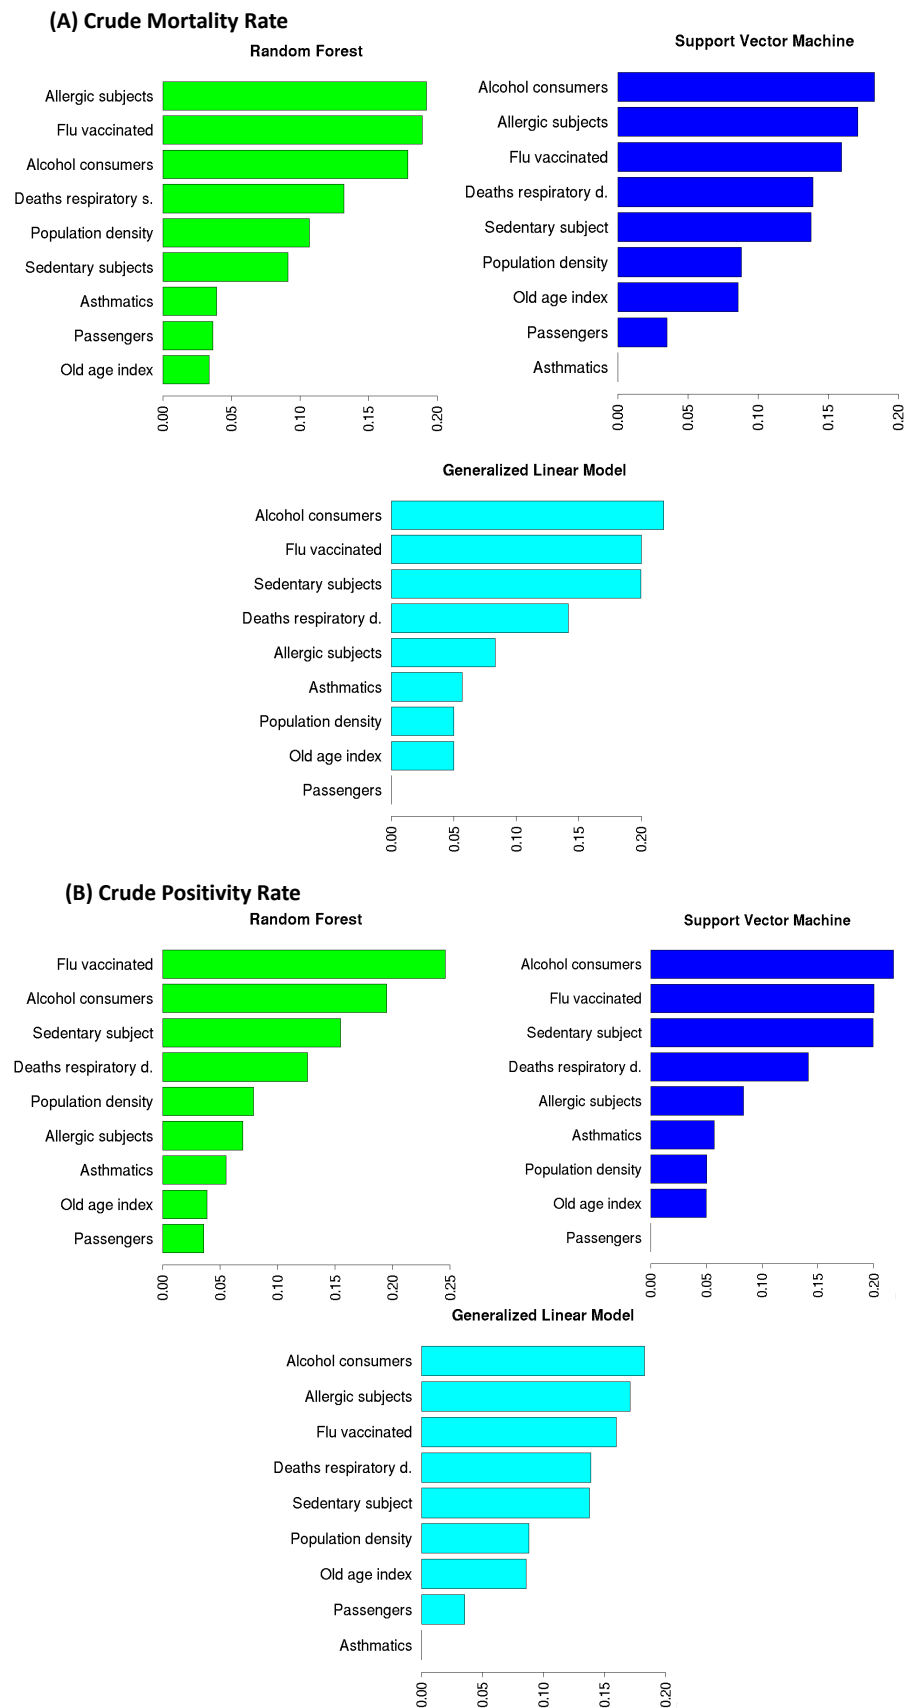 (A) Crude Mortality Rate
Random Forest
Allergic subjects
Flu vaccinated
Alcohol consumers
Deaths respiratory s.
Population density
Sedentary subjects
Asthmatics
Passengers
Old age index
0.00 0.05 0.10 0.15 0.20
Support Vector Machine
Alcohol consumers
Allergic subjects
Flu vaccinated
Deaths respiratory d.
Sedentary subject
Population density
Old age index
Passengers
Asthmatics
0.00 0.05 0.10 0.15 0.20
Generalized Linear Model
Alcohol consumers
Flu vaccinated
Sedentary subjects
Deaths respiratory d.
Allergic subjects
Asthmatics
Population density
Old age index
Passengers
0.00 0.05 0.10 0.15 0.20
(B) Crude Positivity Rate
Random Forest
Flu vaccinated
Alcohol consumers
Sedentary subject
Deaths respiratory d.
Population density
Allergic subjects
Asthmatics
Old age index
Passengers
0.00 0.05 0.10 0.15 0.20 0.25
Support Vector Machine
Alcohol consumers
Flu vaccinated
Sedentary subject
Deaths respiratory d.
Allergic subjects
Asthmatics
Population density
Old age index
Passengers
0.00 0.05 0.10 0.15 0.20
Generalized Linear Model
Alcohol consumers
Allergic subjects
Flu vaccinated
Deaths respiratory d.
Sedentary subject
Population density
Old age index
Passengers
Asthmatics
0.00 0.05 0.10 0.15 0.20